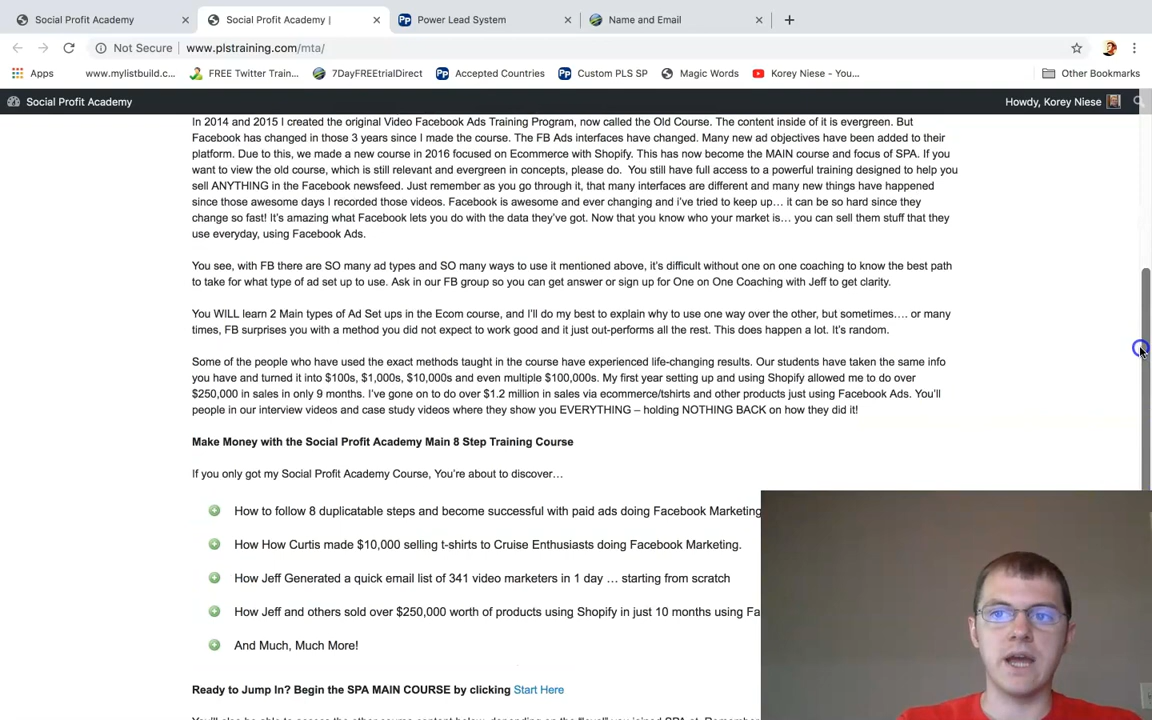 Social Profit Academy
Social Profit Academy |
Power Lead System
Name and Email
Not Secure
www.plstraining.com/mta/
Apps
www.mylistbuild.c...
FREE Twitter Train...
7DayFREEtrialDirect
Accepted Countries
Custom PLS SP
Magic Words
Korey Niese - You...
Other Bookmarks
Social Profit Academy
Howdy, Korey Niese
In 2014 and 2015 I created the original Video Facebook Ads Training Program, now called the Old Course. The content inside of it is evergreen. But
Facebook has changed in those 3 years since I made the course. The FB Ads interfaces have changed. Many new ad objectives have been added to their
platform. Due to this, we made a new course in 2016 focused on Ecommerce with Shopify. This has now become the MAIN course and focus of SPA. If you
want to view the old course, which is still relevant and evergreen in concepts, please do. You still have full access to a powerful training designed to help you
sell ANYTHING in the Facebook newsfeed. Just remember as you go through it, that many interfaces are different and many new things have happened
since those awesome days I recorded those videos. Facebook is awesome and ever changing and i've tried to keep up… it can be so hard since they
change so fast! It's amazing what Facebook lets you do with the data they've got. Now that you know who your market is… you can sell them stuff that they
use everyday, using Facebook Ads.
You see, with FB there are SO many ad types and SO many ways to use it mentioned above, it's difficult without one on one coaching to know the best path
to take for what type of ad set up to use. Ask in our FB group so you can get answer or sign up for One on One Coaching with Jeff to get clarity.
You WILL learn 2 Main types of Ad Set ups in the Ecom course, and I'll do my best to explain why to use one way over the other, but sometimes…. or many
times, FB surprises you with a method you did not expect to work good and it just out-performs all the rest. This does happen a lot. It's random.
Some of the people who have used the exact methods taught in the course have experienced life-changing results. Our students have taken the same info
you have and turned it into $100s, $1,000s, $10,000s and even multiple $100,000s. My first year setting up and using Shopify allowed me to do over
$250,000 in sales in only 9 months. I've gone on to do over $1.2 million in sales via ecommerce/tshirts and other products just using Facebook Ads. You'll
people in our interview videos and case study videos where they show you EVERYTHING – holding NOTHING BACK on how they did it!
Make Money with the Social Profit Academy Main 8 Step Training Course
If you only got my Social Profit Academy Course, You're about to discover…
How to follow 8 duplicatable steps and become successful with paid ads doing Facebook Marketing
How How Curtis made $10,000 selling t-shirts to Cruise Enthusiasts doing Facebook Marketing.
How Jeff Generated a quick email list of 341 video marketers in 1 day … starting from scratch
How Jeff and others sold over $250,000 worth of products using Shopify in just 10 months using Fa
And Much, Much More!
Ready to Jump In? Begin the SPA MAIN COURSE by clicking Start Here